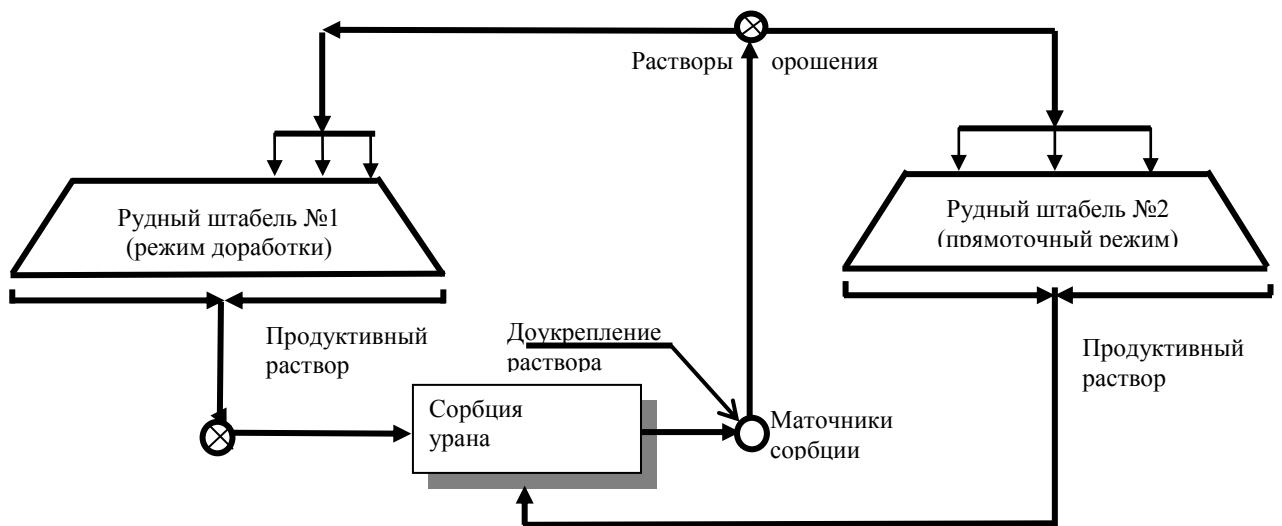 Растворы орошения
Рудный штабель №1
(режим доработки)
Рудный штабель №2
(прямоточный режим)
Продуктивный
раствор
Доукрепление
раствора
Продуктивный
раствор
Сорбция
урана
Маточники
сорбции